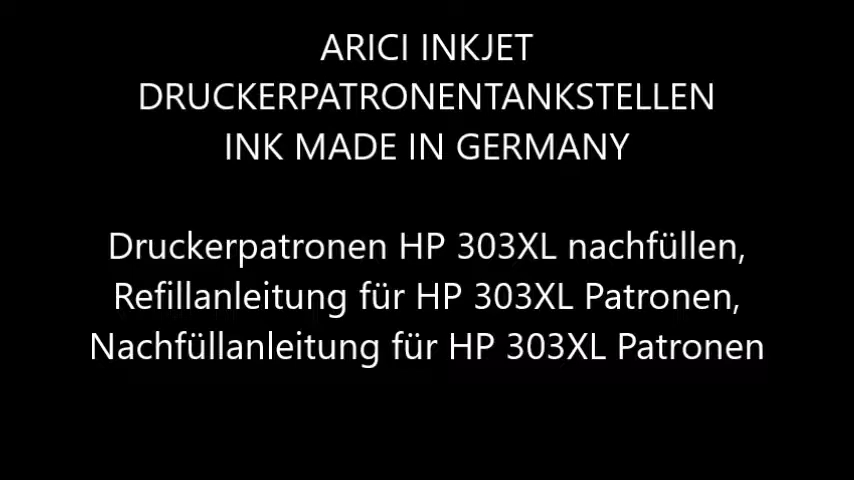 ARICI INKJET
DRUCKERPATRONENTANKSTELLEN
INK MADE IN GERMANY
Druckerpatronen HP 303XL nachfüllen,
Refillanleitung für HP 303XL Patronen,
Nachfüllanleitung für HP 303XL Patronen